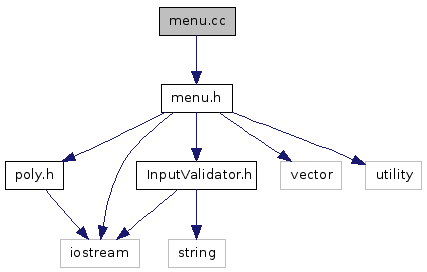 menu.cc
menu.h
poly.h
InputValidator.h
vector
utility
iostream
string